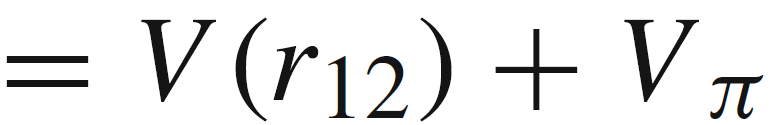 = V(r₁₂) + V_π